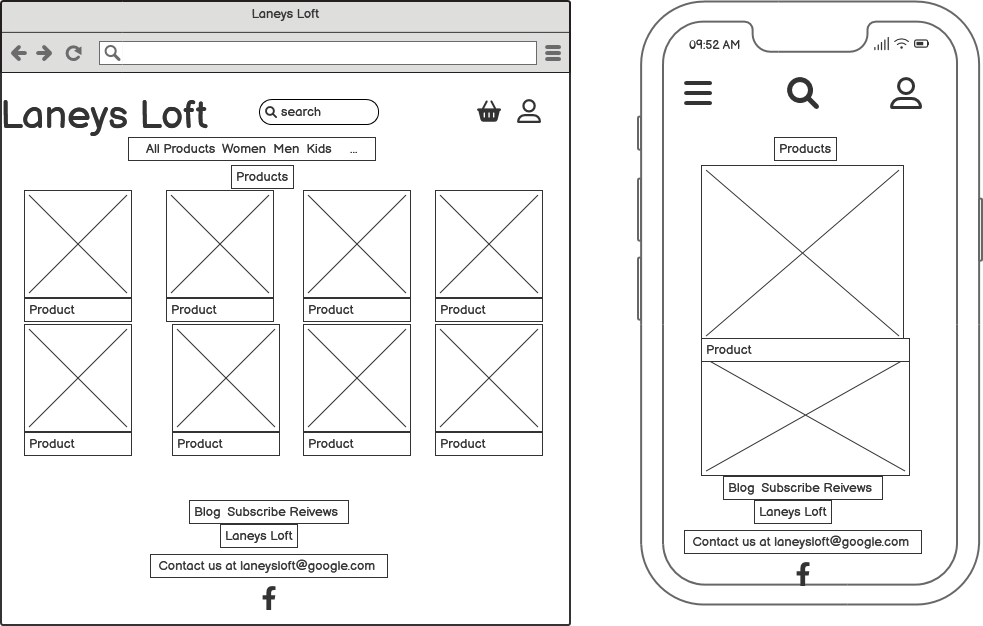 Laneys Loft
Laneys Loft
search
All Products Women Men Kids ...
Products
Product
Product
Product
Product
Product
Product
Product
Product
Blog Subscribe Reivews
Laneys Loft
Contact us at laneysloft@google.com
09:52 AM
Products
Product
Blog Subscribe Reivews
Laneys Loft
Contact us at laneysloft@google.com